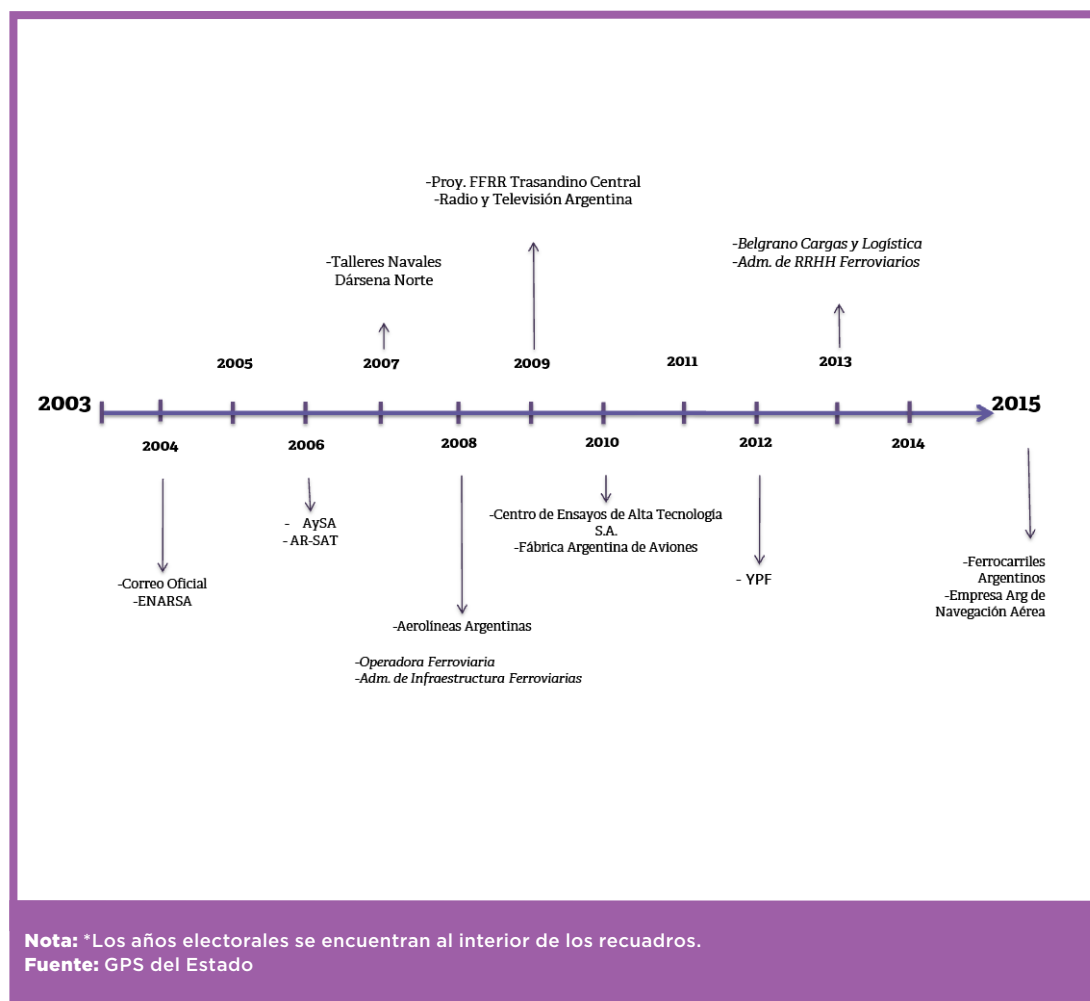 -Proy. FFRR Trasandino Central
-Radio y Televisión Argentina
-Talleres Navales
Dársena Norte
-Belgrano Cargas y Logística
-Adm. de RRHH Ferroviarios
2005
2007
2009
2011
2013
2003
2015
2004
2006
2008
2010
2012
2014
-Correo Oficial
-ENARSA
- AySA
- AR-SAT
-Aerolíneas Argentinas
-Operadora Ferroviaria
-Adm. de Infraestructura Ferroviarias
-Centro de Ensayos de Alta Tecnología
S.A.
-Fábrica Argentina de Aviones
- YPF
-Ferrocarriles
Argentinos
-Empresa Arg de
Navegación Aérea
Nota: *Los años electorales se encuentran al interior de los recuadros.
Fuente: GPS del Estado